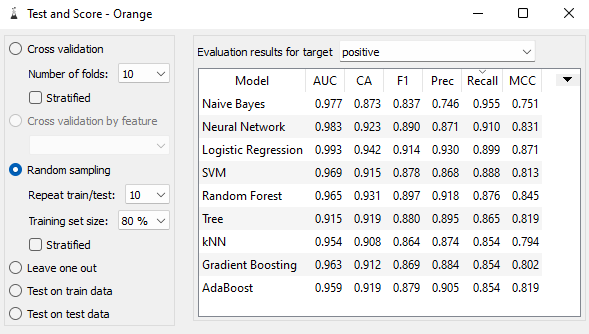 Test and Score - Orange
Cross validation
Number of folds: 10
Stratified
Cross validation by feature
Random sampling
Repeat train/test: 10
Training set size: 80 %
Stratified
Leave one out
Test on train data
Test on test data
Evaluation results for target positive
Model AUC CA F1 Prec Recall MCC
Naive Bayes 0.977 0.873 0.837 0.746 0.955 0.751
Neural Network 0.983 0.923 0.890 0.871 0.910 0.831
Logistic Regression 0.993 0.942 0.914 0.930 0.899 0.871
SVM 0.969 0.915 0.878 0.868 0.888 0.813
Random Forest 0.965 0.931 0.897 0.918 0.876 0.845
Tree 0.915 0.919 0.880 0.895 0.865 0.819
kNN 0.954 0.908 0.864 0.874 0.854 0.794
Gradient Boosting 0.963 0.912 0.869 0.884 0.854 0.802
AdaBoost 0.959 0.919 0.879 0.905 0.854 0.819